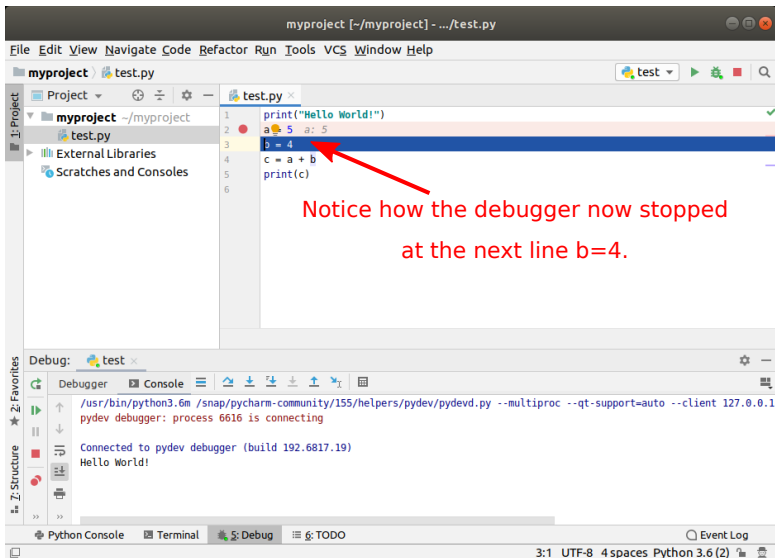 myproject [~/myproject] - .../test.py
File Edit View Navigate Code Refactor Run Tools VCS Window Help
myproject test.py
test
1: Project
Project
test.py
myproject ~/myproject
test.py
External Libraries
Scratches and Consoles
1 print("Hello World!")
2 a = 5 a: 5
3 b = 4
4 c = a + b
5 print(c)
6
Notice how the debugger now stopped
at the next line b=4.
2: Favorites
7: Structure
Debug: test
Debugger Console
/usr/bin/python3.6m /snap/pycharm-community/155/helpers/pydev/pydevd.py --multiproc --qt-support=auto --client 127.0.0.1
pydev debugger: process 6616 is connecting
Connected to pydev debugger (build 192.6817.19)
Hello World!
Python Console Terminal 5: Debug 6: TODO Event Log
3:1 UTF-8 4 spaces Python 3.6 (2)